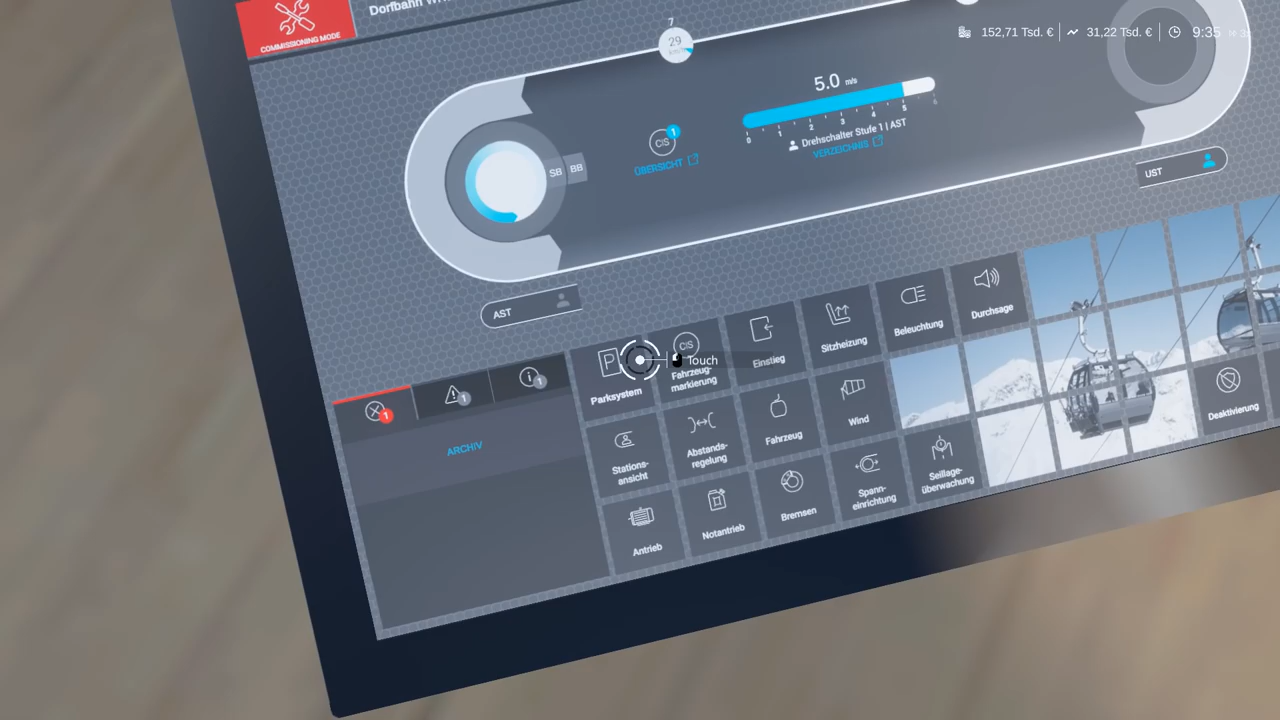 COMMISSIONING MODE
Dorfbahn
7
29
km/h
152,71 Tsd. €
31,22 Tsd. €
9:35
5.0 m/s
0 1 2 3 4 5 6
CIS 1
ÜBERSICHT
Drehschalter Stufe 1 | AST
VERZEICHNIS
SB BB
UST
AST
1
1
1
ARCHIV
P
Parksystem
Touch
CIS
Fahrzeug-
markierung
Einstieg
Sitzheizung
Beleuchtung
Durchsage
Stations-
ansicht
Abstands-
regelung
Fahrzeug
Wind
Deaktivierung
Antrieb
Notantrieb
Bremsen
Spann-
einrichtung
Seillage-
überwachung